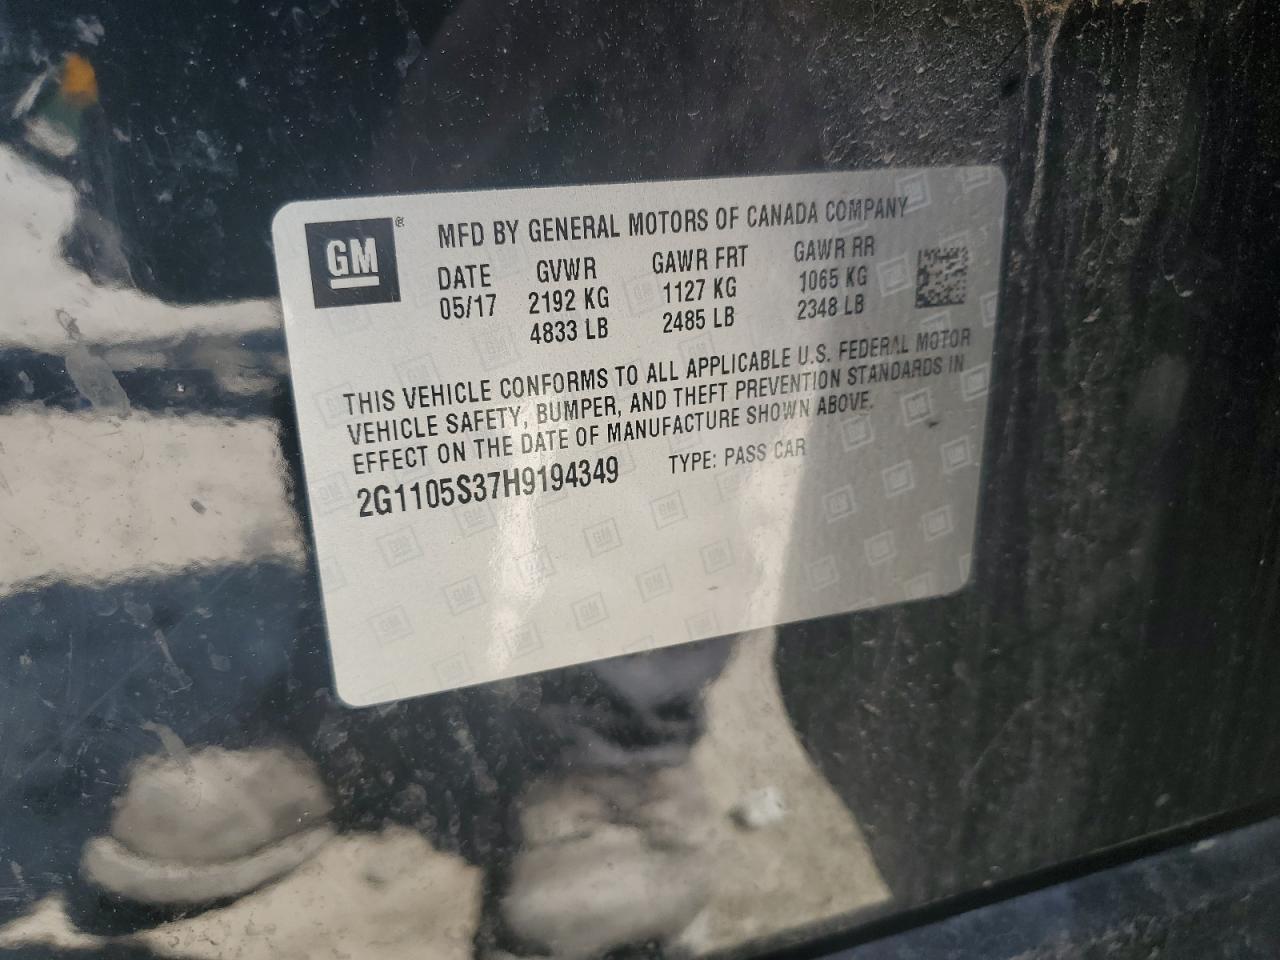 GM ®
MFD BY GENERAL MOTORS OF CANADA COMPANY
DATE GVWR GAWR FRT GAWR RR
05/17 2192 KG 1127 KG 1065 KG
4833 LB 2485 LB 2348 LB
THIS VEHICLE CONFORMS TO ALL APPLICABLE U.S. FEDERAL MOTOR
VEHICLE SAFETY, BUMPER, AND THEFT PREVENTION STANDARDS IN
EFFECT ON THE DATE OF MANUFACTURE SHOWN ABOVE.
2G1105S37H9194349 TYPE: PASS CAR